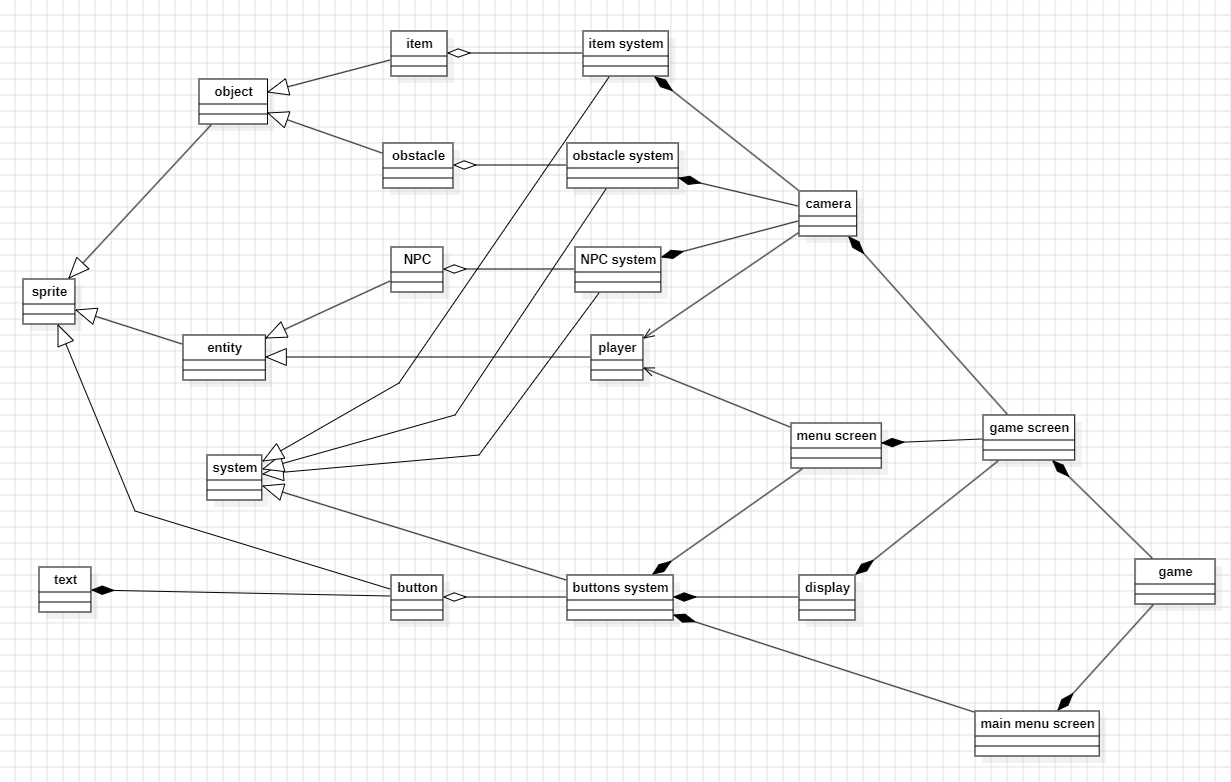 item
item system
object
obstacle
obstacle system
camera
NPC
NPC system
sprite
entity
player
game screen
menu screen
system
text
button
buttons system
display
game
main menu screen